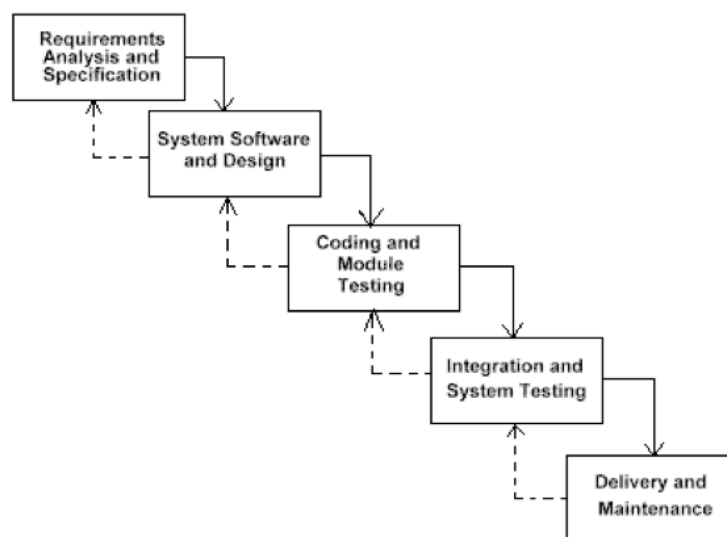 Requirements
Analysis and
Specification
System Software
and Design
Coding and
Module
Testing
Integration and
System Testing
Delivery and
Maintenance